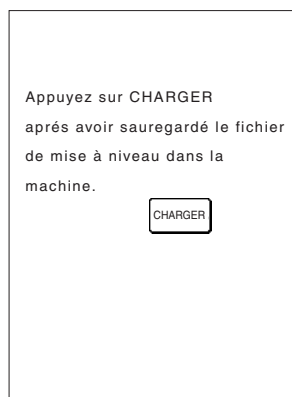 Appuyez sur CHARGER
aprés avoir sauregardé le fichier
de mise à niveau dans la
machine.
CHARGER